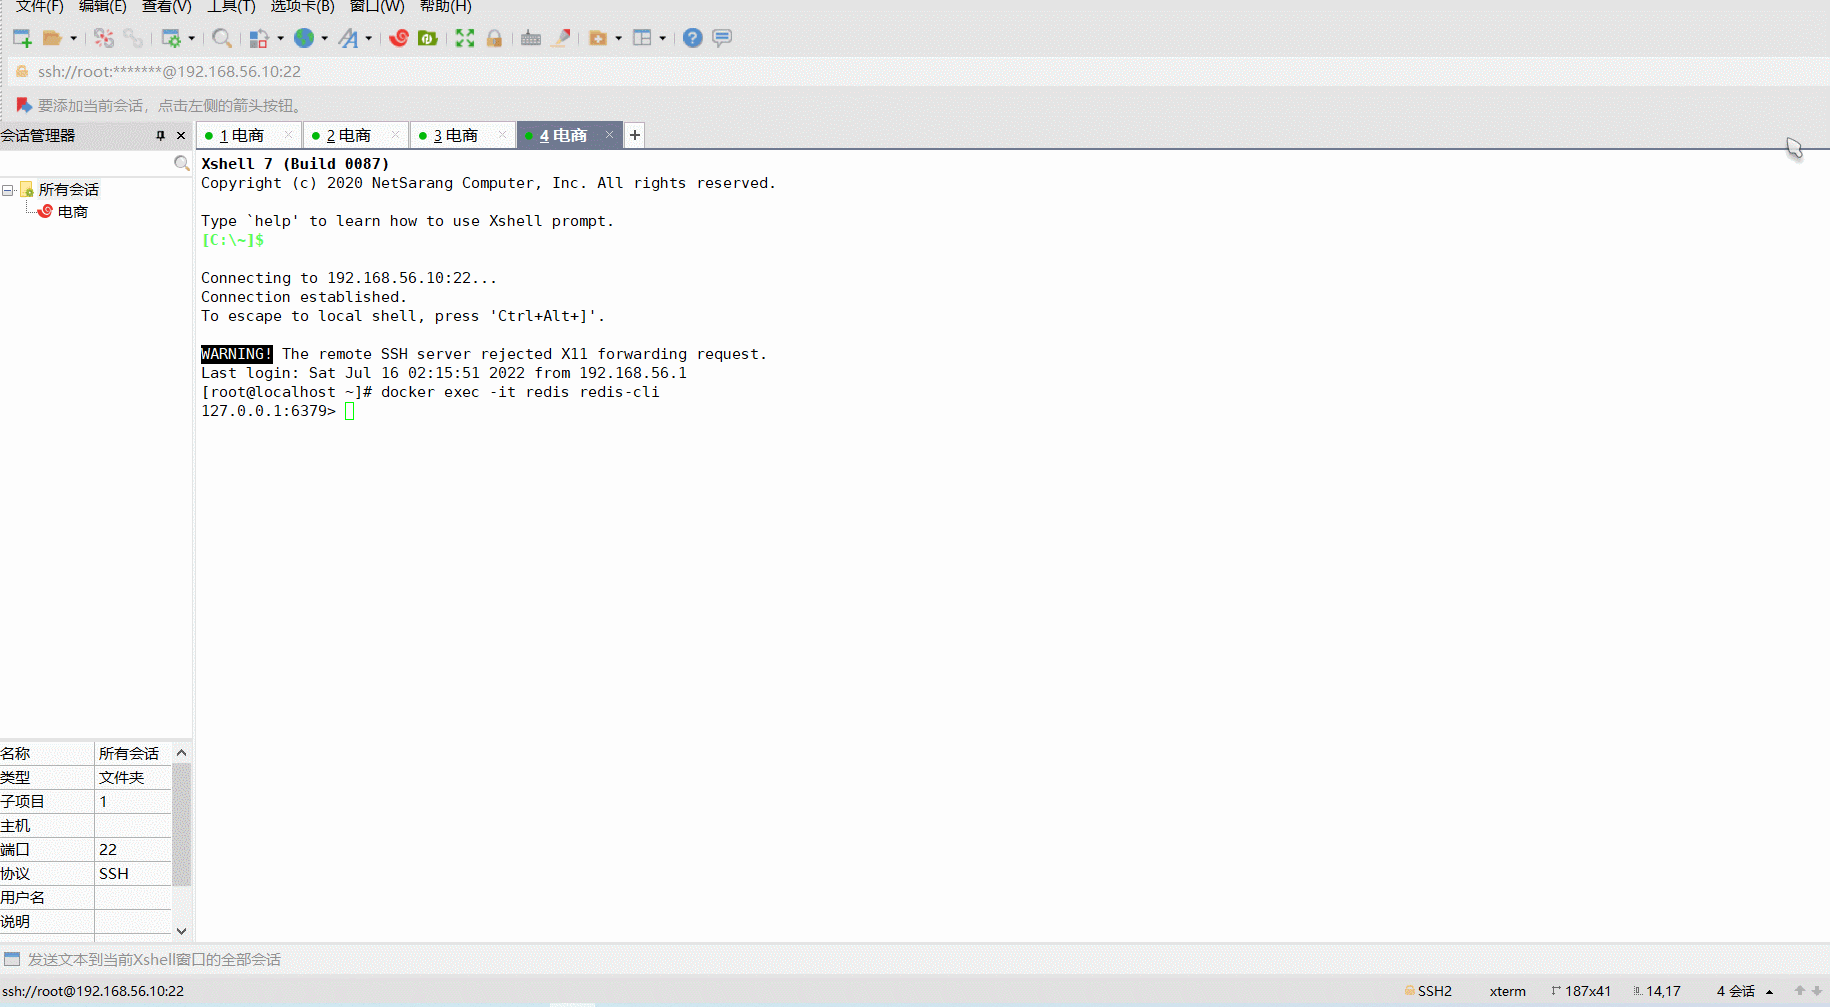 文件(F) 编辑(E) 查看(V) 工具(T) 选项卡(B) 窗口(W) 帮助(H)
ssh://root:*******@192.168.56.10:22
要添加当前会话，点击左侧的箭头按钮。
会话管理器
1 电商
2 电商
3 电商
4 电商
所有会话
电商
Xshell 7 (Build 0087)
Copyright (c) 2020 NetSarang Computer, Inc. All rights reserved.
Type `help' to learn how to use Xshell prompt.
[C:\~]$
Connecting to 192.168.56.10:22...
Connection established.
To escape to local shell, press 'Ctrl+Alt+]'.
WARNING! The remote SSH server rejected X11 forwarding request.
Last login: Sat Jul 16 02:15:51 2022 from 192.168.56.1
[root@localhost ~]# docker exec -it redis redis-cli
127.0.0.1:6379>
名称 所有会话
类型 文件夹
子项目 1
主机
端口 22
协议 SSH
用户名
说明
发送文本到当前Xshell窗口的全部会话
ssh://root@192.168.56.10:22
SSH2
xterm
187x41
14,17
4 会话